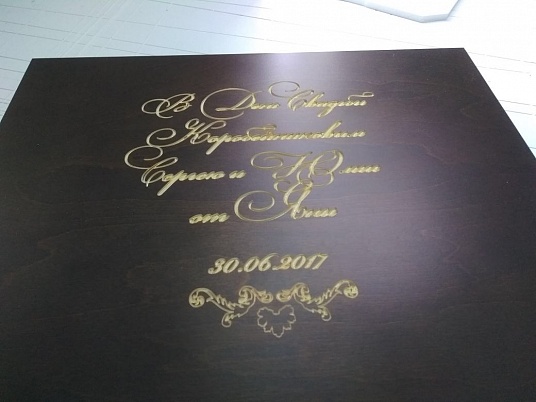 В День Свадьбы
Коробейниковым
Сергею и Юлии
от Яны
30.06.2017